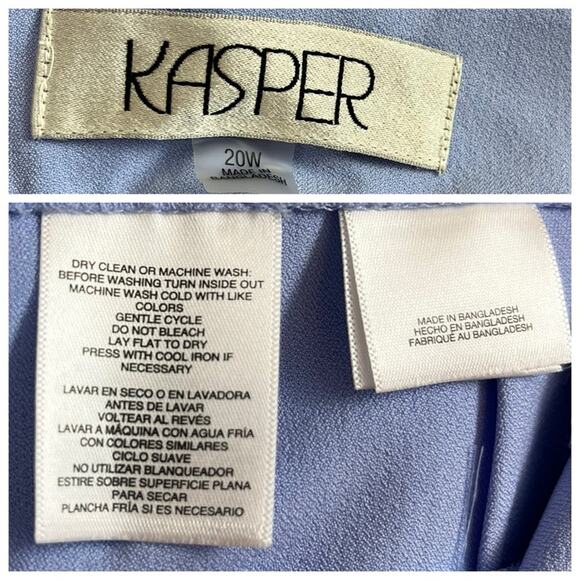 KASPER
20W
MADE IN
BANGLADESH
DRY CLEAN OR MACHINE WASH:
BEFORE WASHING TURN INSIDE OUT
MACHINE WASH COLD WITH LIKE
COLORS
GENTLE CYCLE
DO NOT BLEACH
LAY FLAT TO DRY
PRESS WITH COOL IRON IF
NECESSARY
LAVAR EN SECO O EN LAVADORA
ANTES DE LAVAR
VOLTEAR AL REVÉS
LAVAR A MÁQUINA CON AGUA FRÍA
CON COLORES SIMILARES
CICLO SUAVE
NO UTILIZAR BLANQUEADOR
ESTIRE SOBRE SUPERFICIE PLANA
PARA SECAR
PLANCHA FRÍA SI ES NECESARIO
MADE IN BANGLADESH
HECHO EN BANGLADESH
FABRIQUÉ AU BANGLADESH